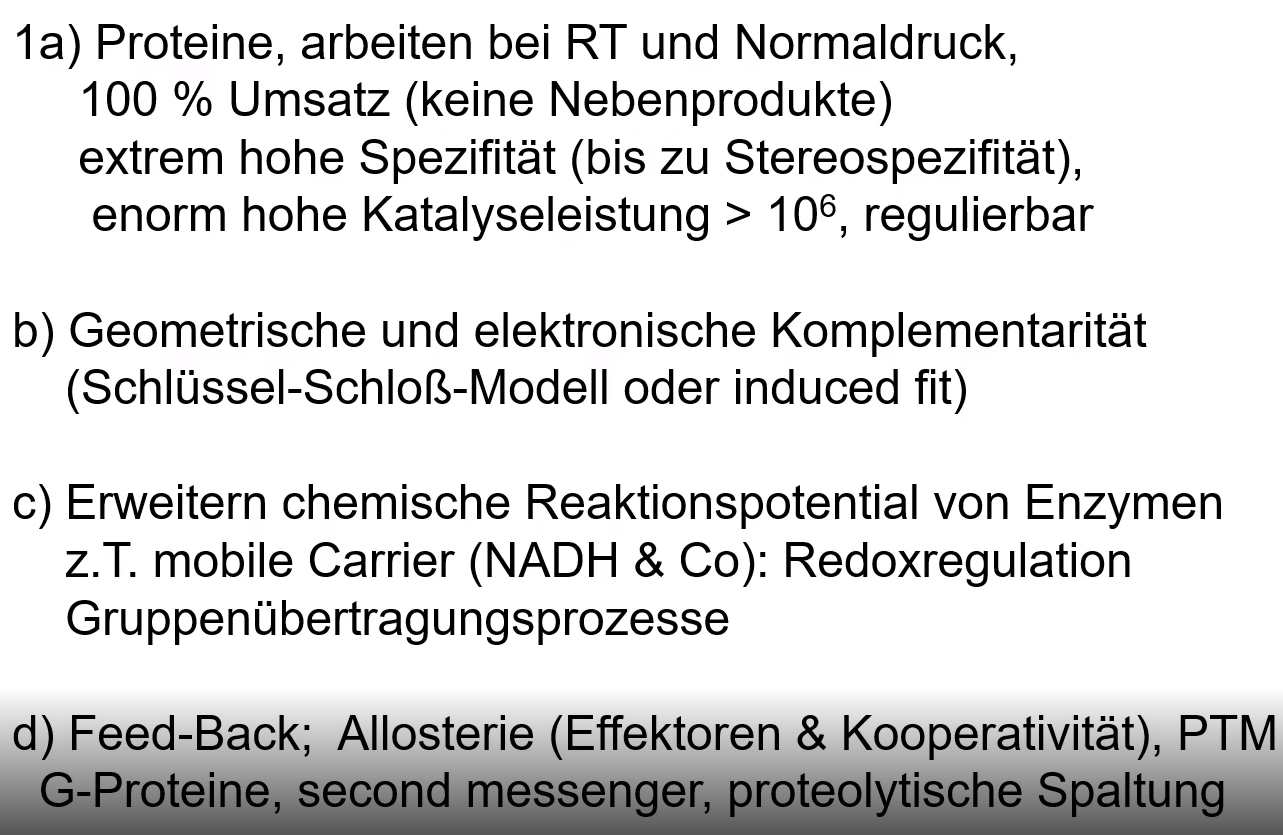 1a) Proteine, arbeiten bei RT und Normaldruck,
100 % Umsatz (keine Nebenprodukte)
extrem hohe Spezifität (bis zu Stereospezifität),
enorm hohe Katalyseleistung > 10⁶, regulierbar
b) Geometrische und elektronische Komplementarität
(Schlüssel-Schloß-Modell oder induced fit)
c) Erweitern chemische Reaktionspotential von Enzymen
z.T. mobile Carrier (NADH & Co): Redoxregulation
Gruppenübertragungsprozesse
d) Feed-Back; Allosterie (Effektoren & Kooperativität), PTM
G-Proteine, second messenger, proteolytische Spaltung